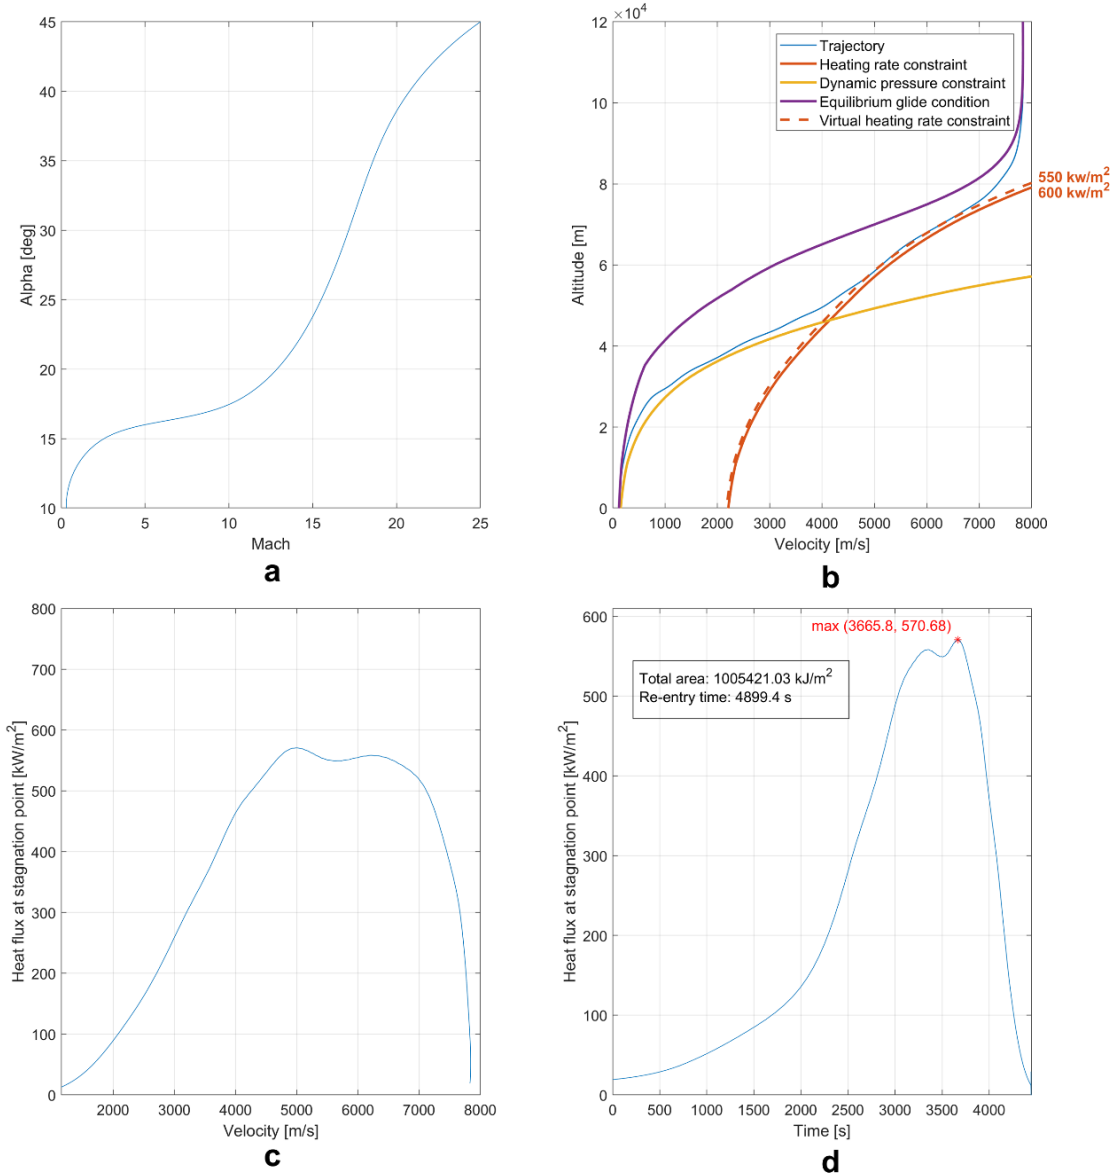 45
40
35
30
25
20
15
10
0
5
10
15
20
25
Alpha [deg]
Mach
a
×10⁴
12
10
8
6
4
2
0
0
1000
2000
3000
4000
5000
6000
7000
8000
Altitude [m]
Velocity [m/s]
Trajectory
Heating rate constraint
Dynamic pressure constraint
Equilibrium glide condition
Virtual heating rate constraint
550 kw/m²
600 kw/m²
b
800
700
600
500
400
300
200
100
0
2000
3000
4000
5000
6000
7000
8000
Heat flux at stagnation point [kW/m²]
Velocity [m/s]
c
600
500
400
300
200
100
0
0
500
1000
1500
2000
2500
3000
3500
4000
Heat flux at stagnation point [kW/m²]
Time [s]
max (3665.8, 570.68)
Total area: 1005421.03 kJ/m²
Re-entry time: 4899.4 s
d